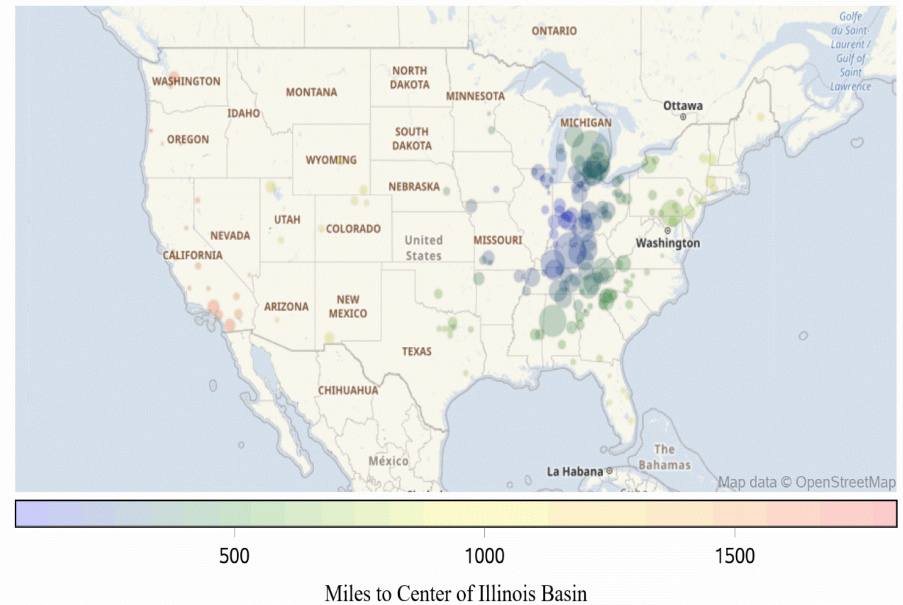 ONTARIO
Golfe
du Saint-
Laurent /
Gulf of
Saint
Lawrence
WASHINGTON
MONTANA
NORTH
DAKOTA
MINNESOTA
Ottawa
IDAHO
MICHIGAN
OREGON
SOUTH
DAKOTA
WYOMING
NEBRASKA
UTAH
COLORADO
NEVADA
United
States
MISSOURI
Washington
CALIFORNIA
ARIZONA
NEW
MEXICO
TEXAS
CHIHUAHUA
México
La Habana
The
Bahamas
Map data © OpenStreetMap
500 1000 1500
Miles to Center of Illinois Basin